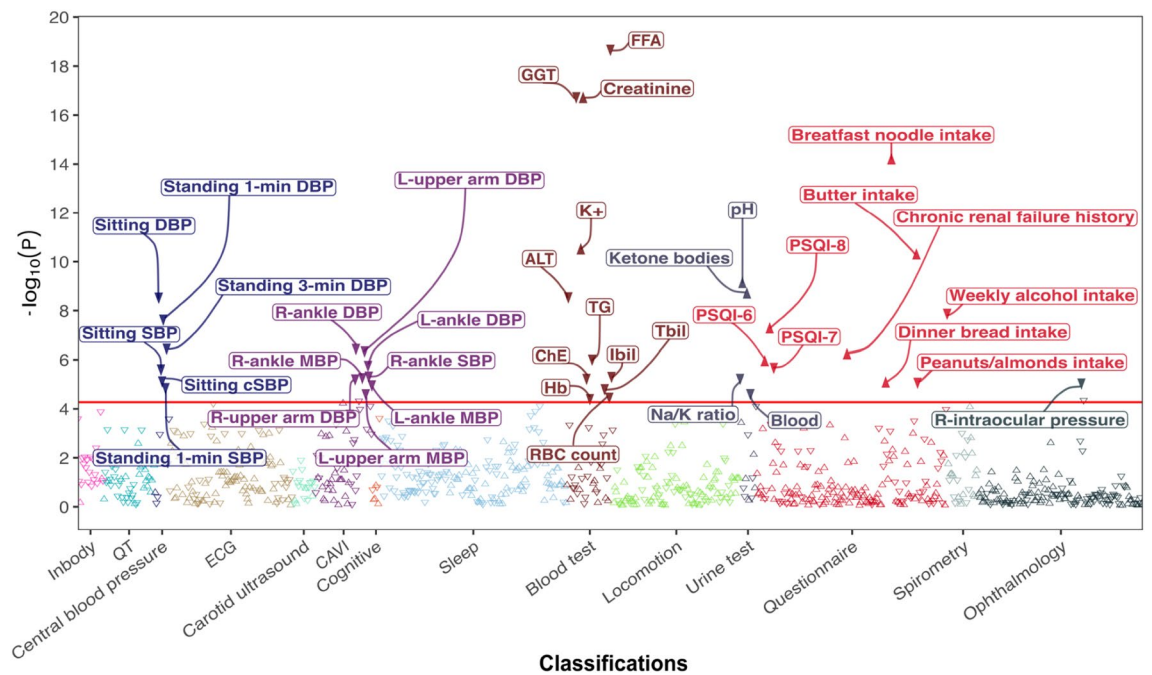 20
18
16
14
12
10
8
6
4
2
0
-log10(P)
FFA
GGT
Creatinine
Breatfast noodle intake
Standing 1-min DBP
L-upper arm DBP
Butter intake
Sitting DBP
K+
pH
Chronic renal failure history
PSQI-8
ALT
Ketone bodies
Standing 3-min DBP
Weekly alcohol intake
R-ankle DBP
L-ankle DBP
TG
PSQI-6
Sitting SBP
Tbil
PSQI-7
Dinner bread intake
R-ankle MBP
R-ankle SBP
ChE
Ibil
Peanuts/almonds intake
Sitting cSBP
Hb
R-upper arm DBP
L-ankle MBP
Na/K ratio
Blood
R-intraocular pressure
Standing 1-min SBP
L-upper arm MBP
RBC count
Inbody
QT
Central blood pressure
ECG
Carotid ultrasound
CAVI
Cognitive
Sleep
Blood test
Locomotion
Urine test
Questionnaire
Spirometry
Ophthalmology
Classifications